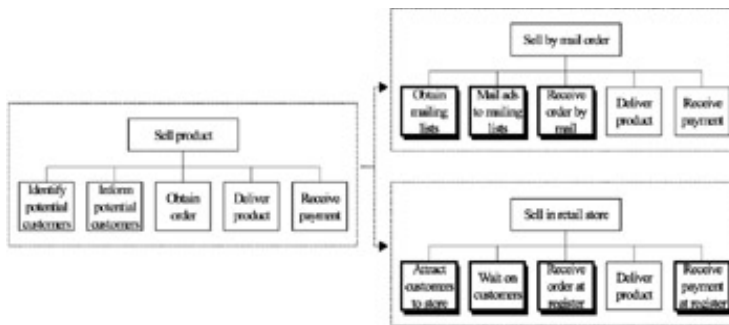 Sell by mail order
Obtain
mailing
lists
Mail ads
to mailing
lists
Receive
order by
mail
Deliver
product
Receive
payment
Sell product
Identify
potential
customers
Inform
potential
customers
Obtain
order
Deliver
product
Receive
payment
Sell in retail store
Attract
customers
to store
Wait on
customers
Receive
order at
register
Deliver
product
Receive
payment
at register